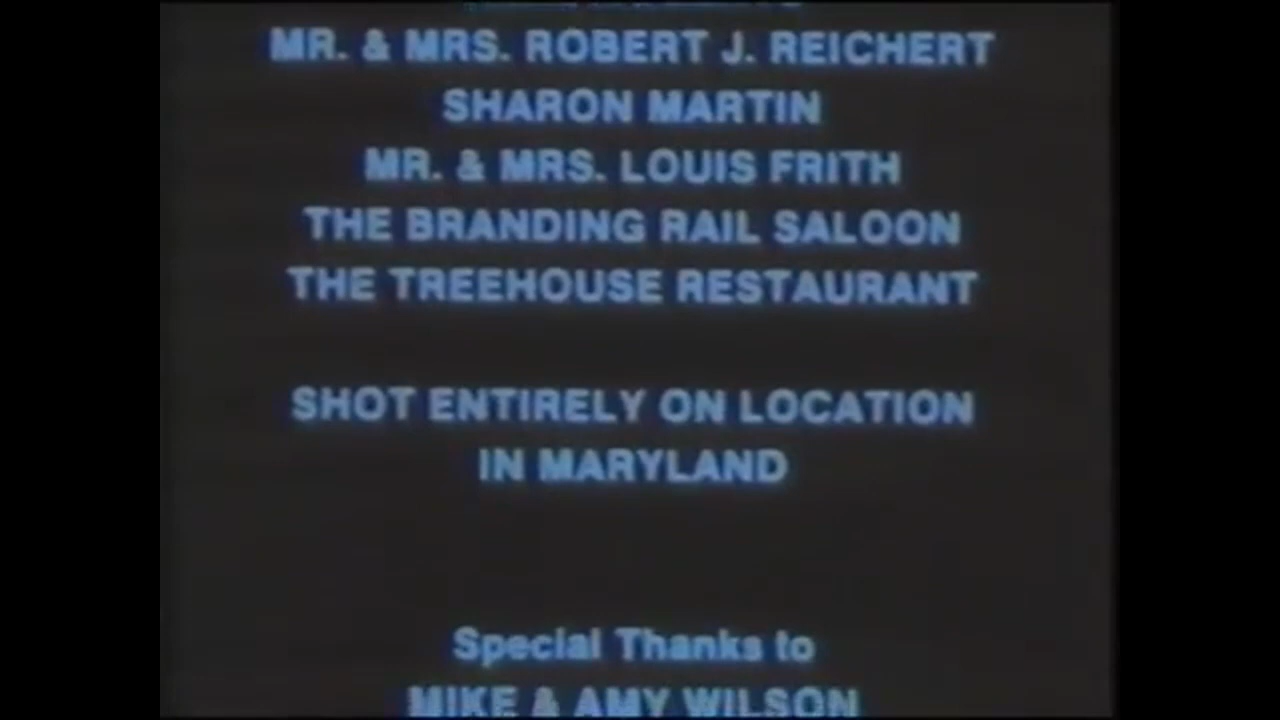 MR. & MRS. ROBERT J. REICHERT
SHARON MARTIN
MR. & MRS. LOUIS FRITH
THE BRANDING RAIL SALOON
THE TREEHOUSE RESTAURANT
SHOT ENTIRELY ON LOCATION
IN MARYLAND
Special Thanks to
MIKE & AMY WILSON